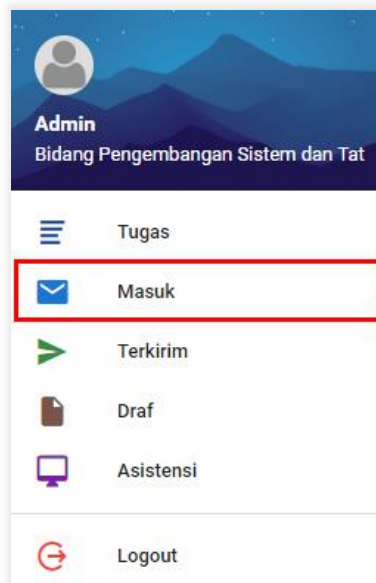 Admin
Bidang Pengembangan Sistem dan Tat
Tugas
Masuk
Terkirim
Draf
Asistensi
Logout